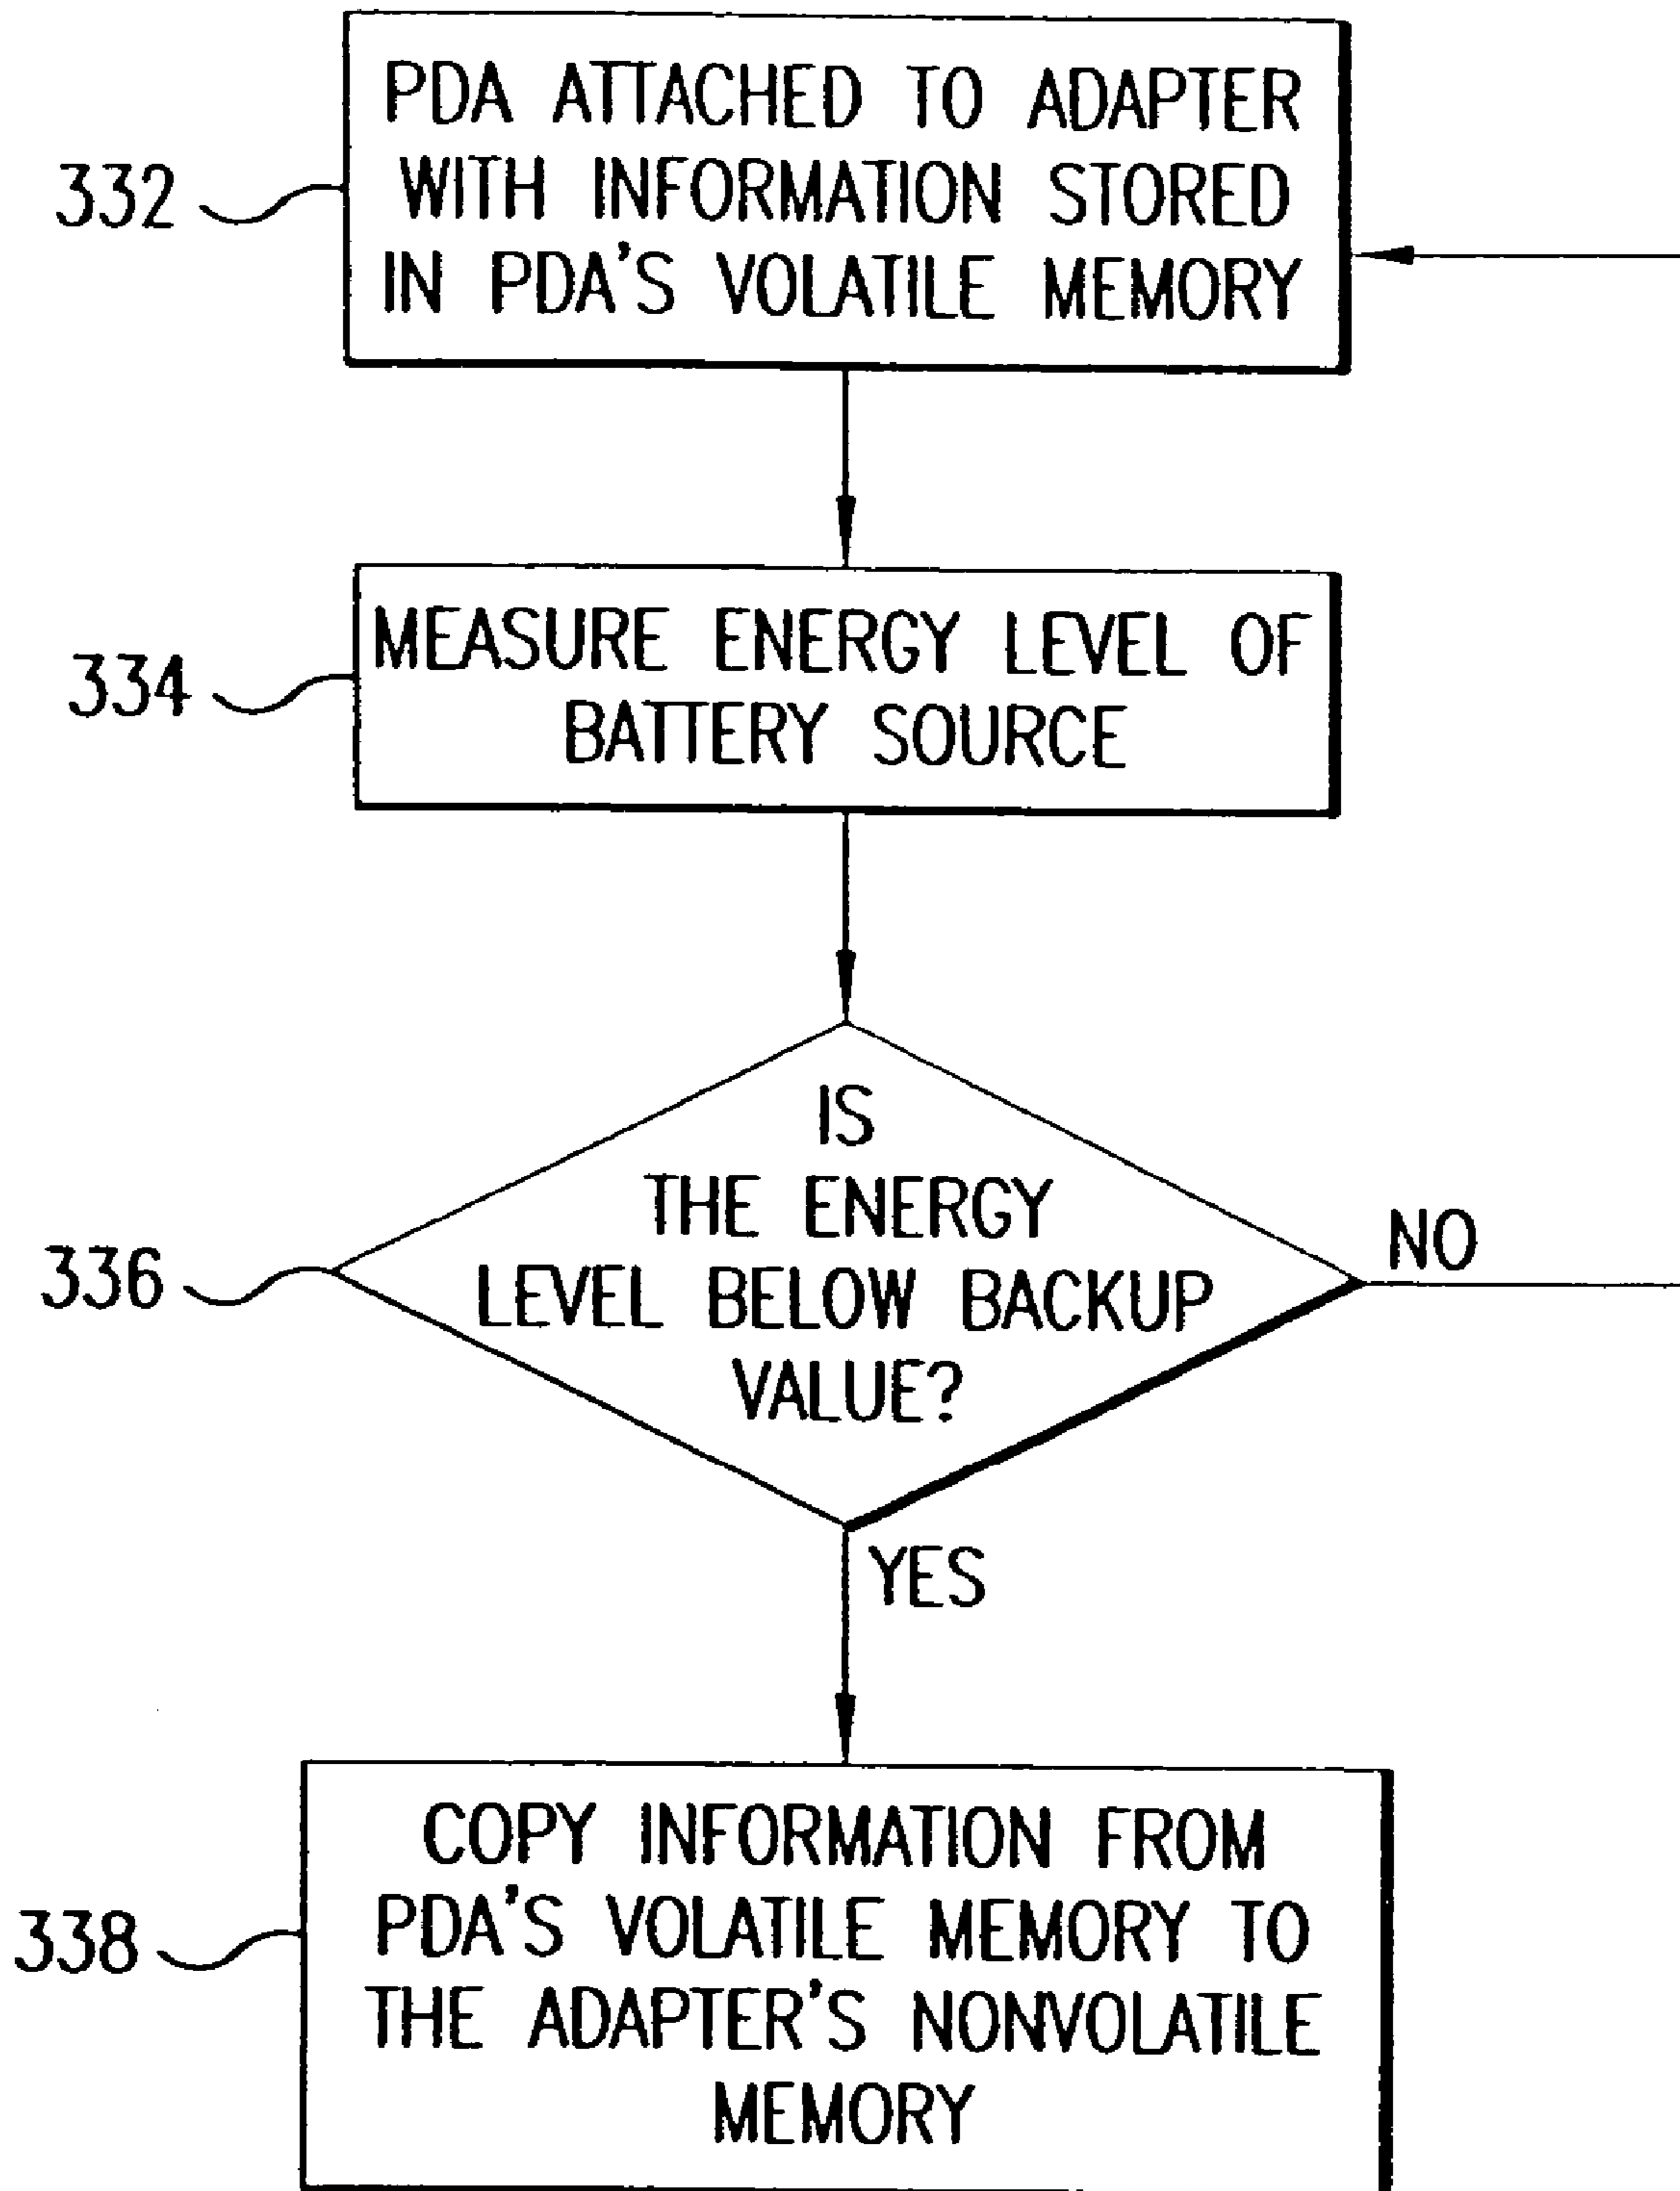 PDA ATTACHED TO ADAPTER
WITH INFORMATION STORED
IN PDA'S VOLATILE MEMORY
332
MEASURE ENERGY LEVEL OF
BATTERY SOURCE
334
IS
THE ENERGY
LEVEL BELOW BACKUP
VALUE?
336
NO
YES
COPY INFORMATION FROM
PDA'S VOLATILE MEMORY TO
THE ADAPTER'S NONVOLATILE
MEMORY
338